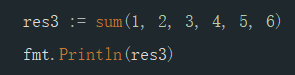 res3 := sum(1, 2, 3, 4, 5, 6)
fmt.Println(res3)